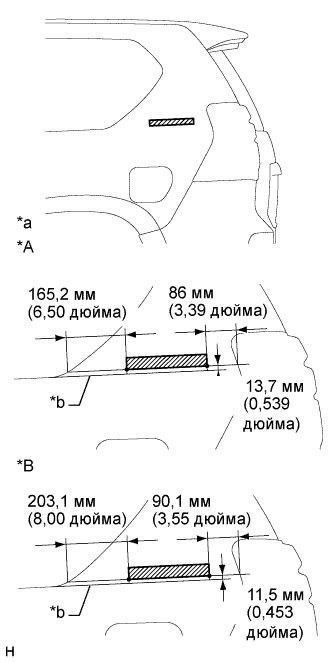 *a
*A
165,2 мм
(6,50 дюйма)
86 мм
(3,39 дюйма)
*b
13,7 мм
(0,539
дюйма)
*B
203,1 мм
(8,00 дюйма)
90,1 мм
(3,55 дюйма)
*b
11,5 мм
(0,453
дюйма)
H